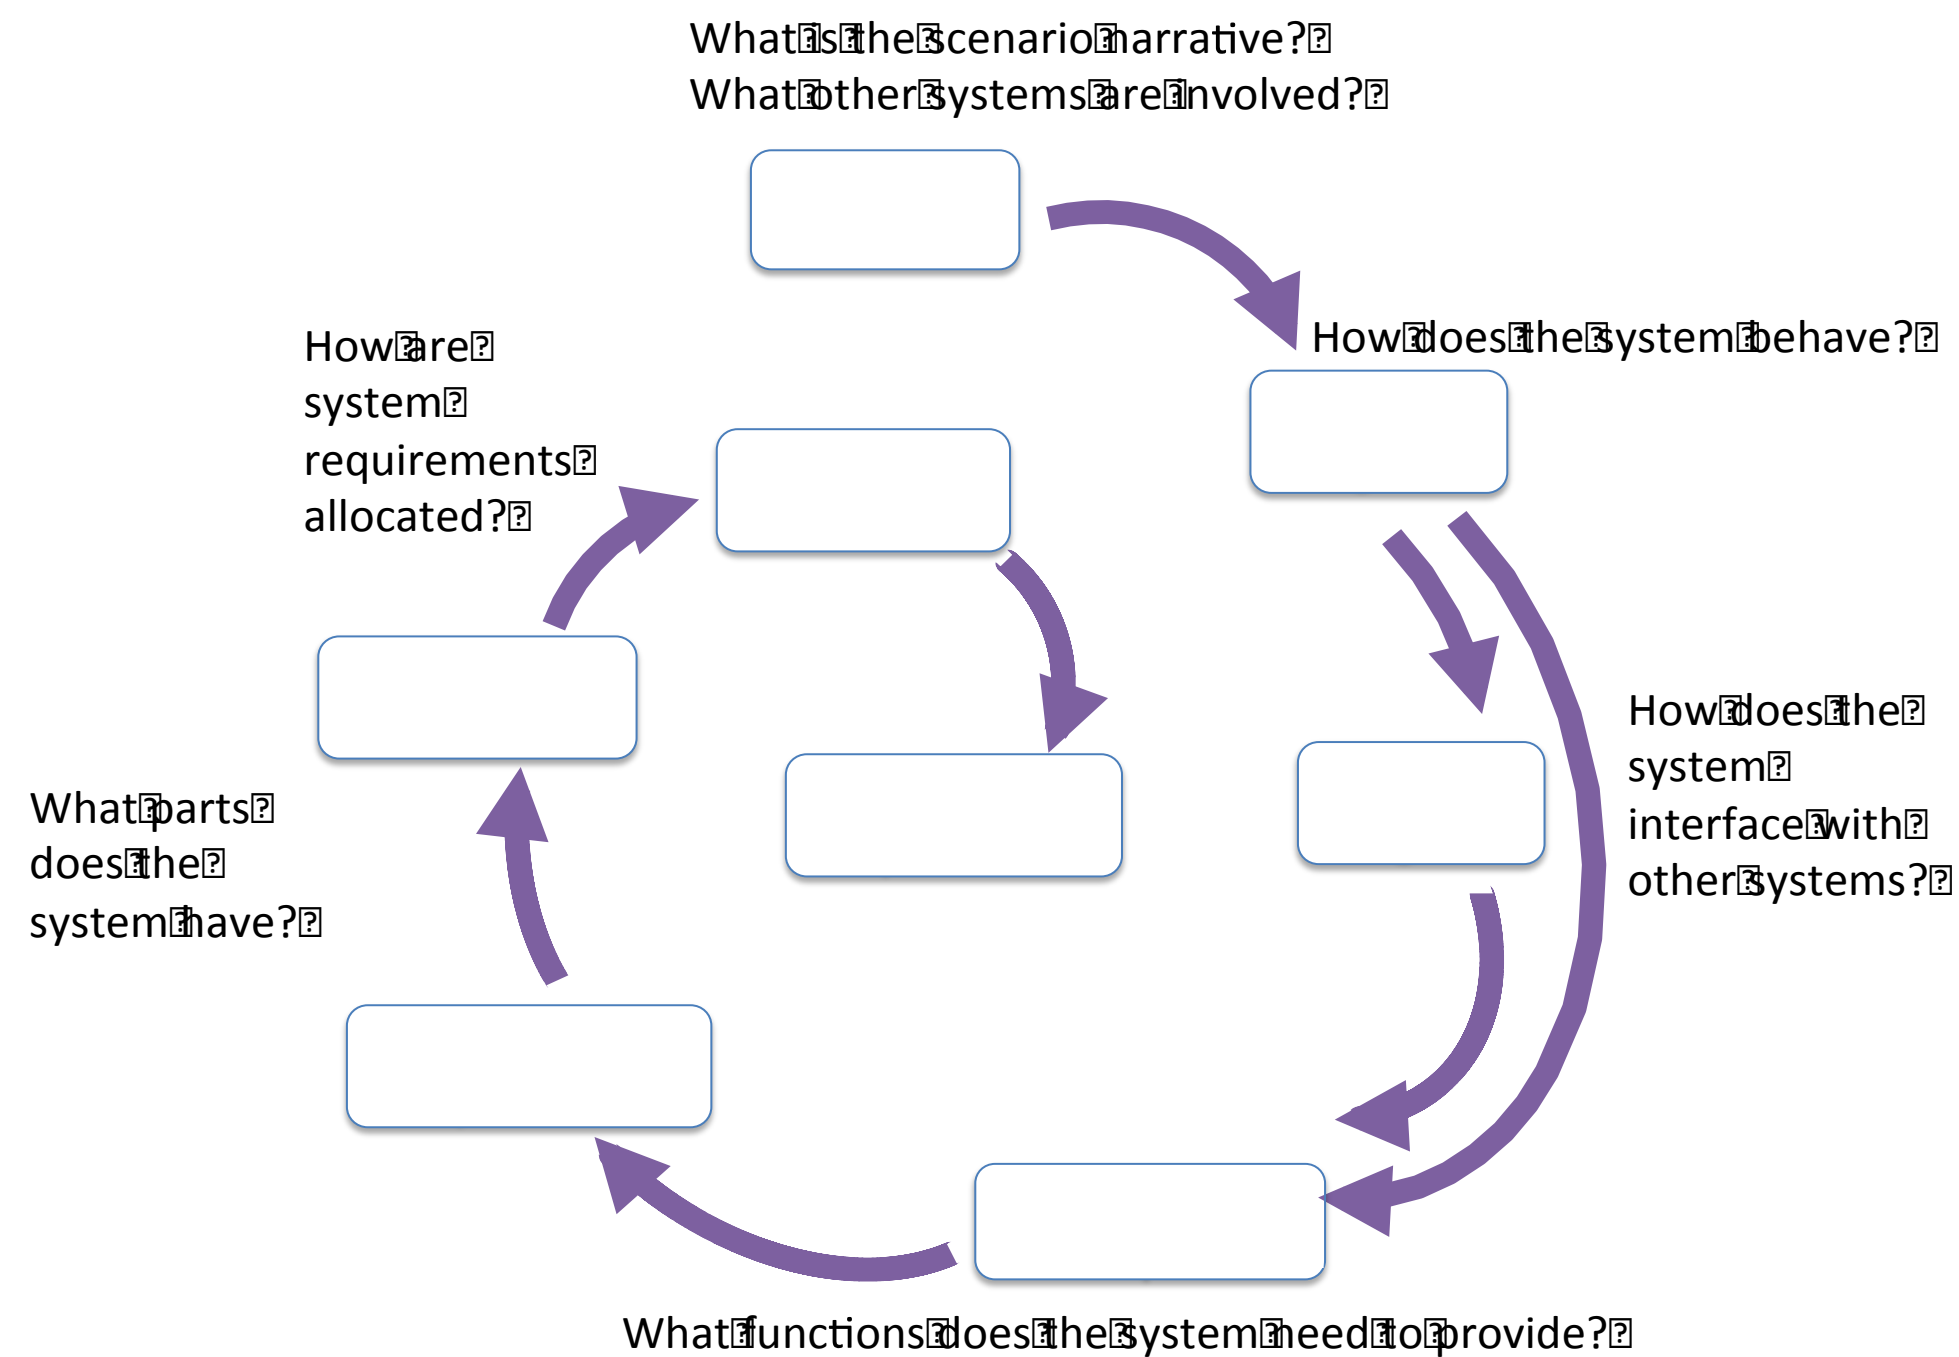 What is the scenario narrative?
What other systems are involved?
How does the system behave?
How are
system
requirements
allocated?
How does the
system
interface with
other systems?
What parts
does the
system have?
What functions does the system need to provide?